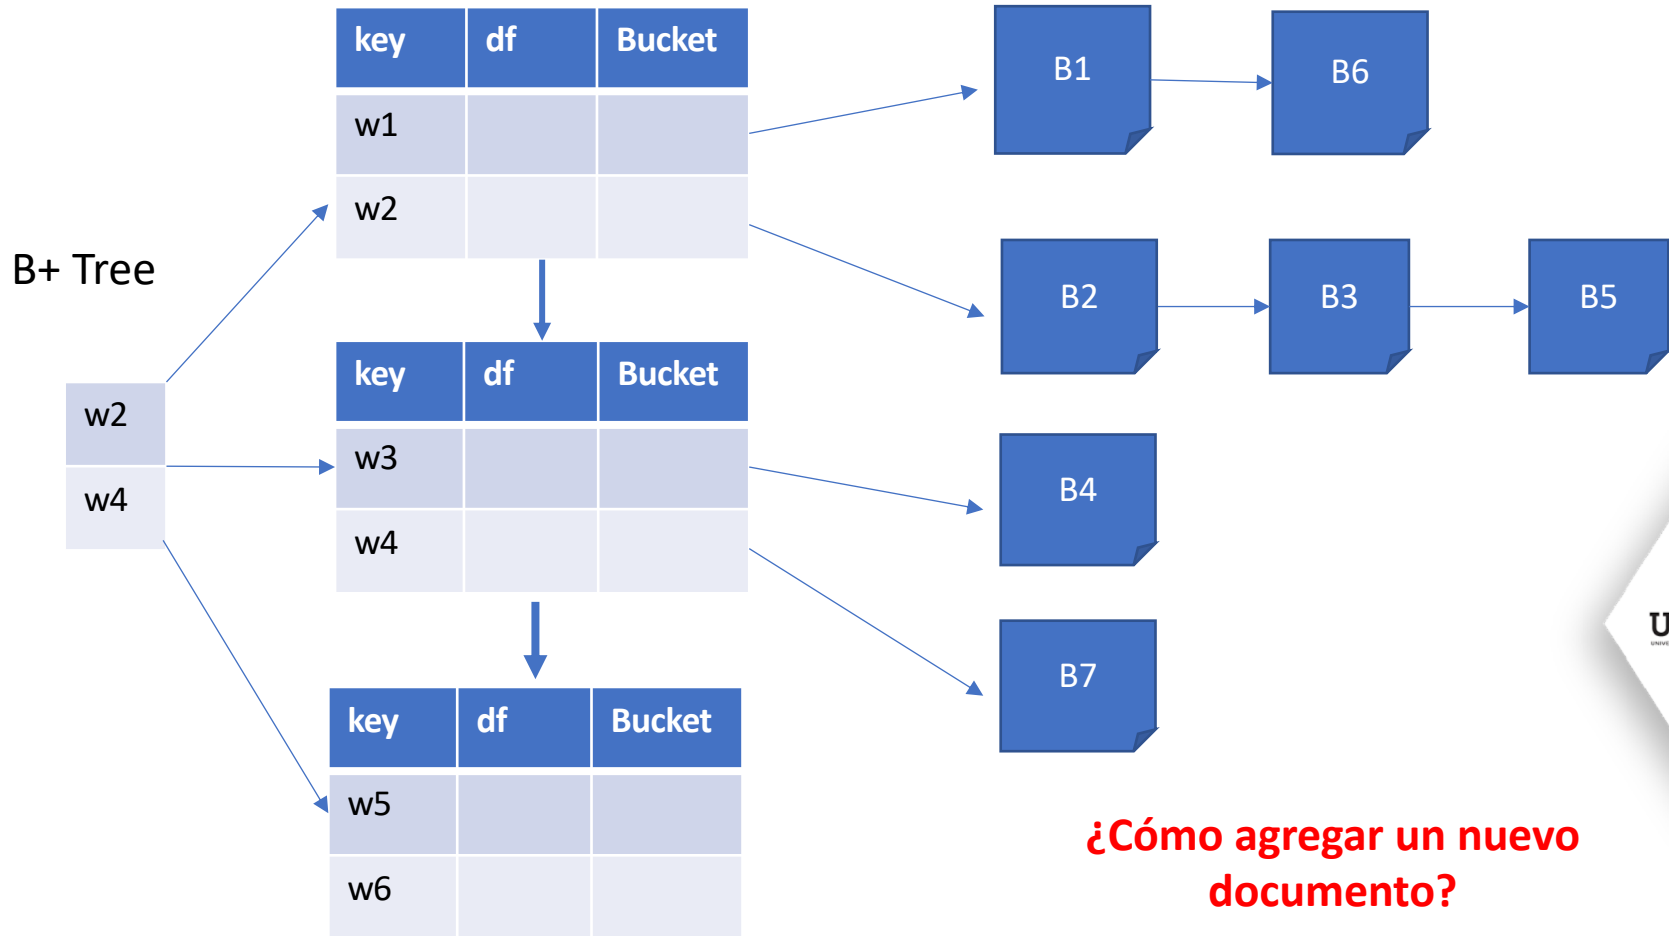 key df Bucket
w1
w2
B1
B6
B+ Tree
B2
B3
B5
w2
w4
key df Bucket
w3
w4
B4
B7
key df Bucket
w5
w6
¿Cómo agregar un nuevo
documento?